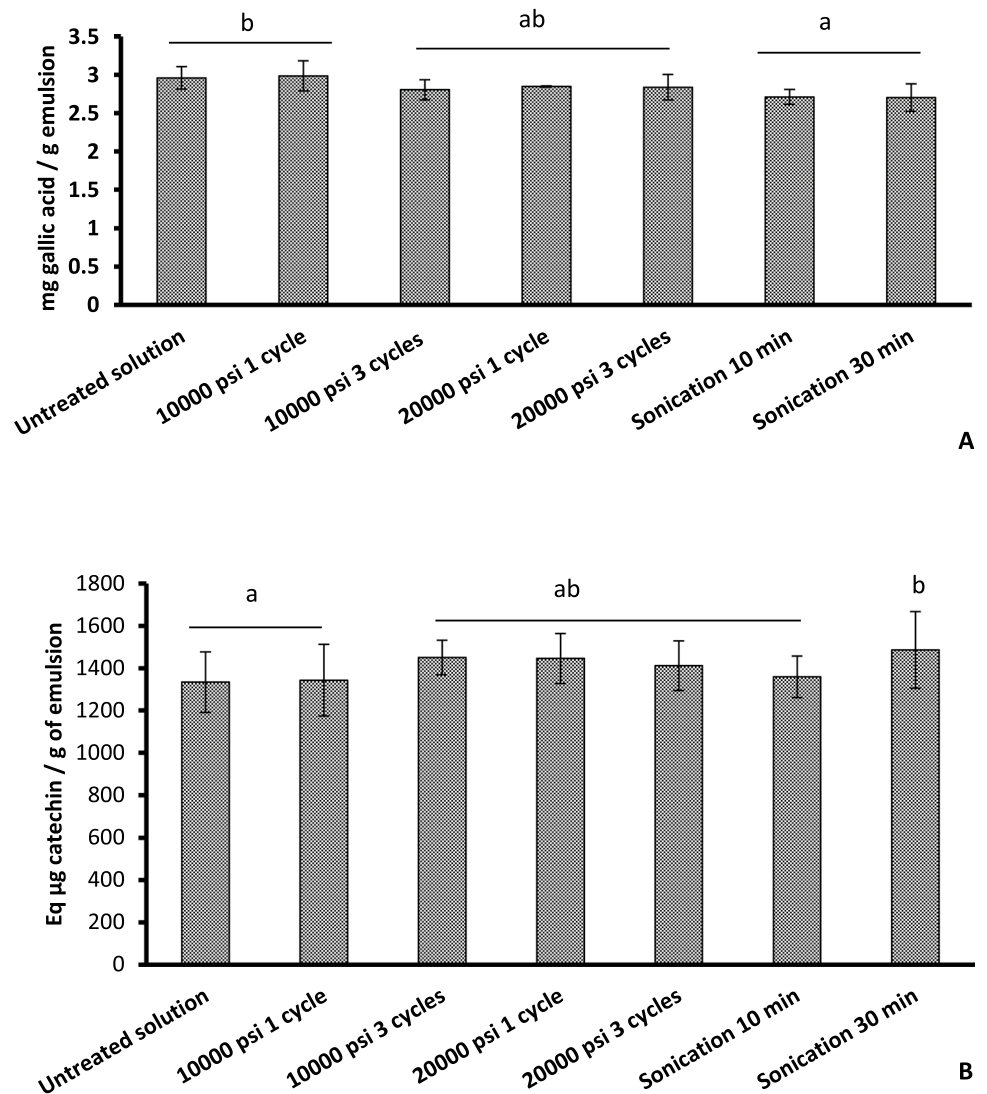 b
ab
a
3.5
3
2.5
2
1.5
1
0.5
0
mg gallic acid / g emulsion
Untreated solution
10000 psi 1 cycle
10000 psi 3 cycles
20000 psi 1 cycle
20000 psi 3 cycles
Sonication 10 min
Sonication 30 min
A
a
ab
b
1800
1600
1400
1200
1000
800
600
400
200
0
Eq µg catechin / g of emulsion
Untreated solution
10000 psi 1 cycle
10000 psi 3 cycles
20000 psi 1 cycle
20000 psi 3 cycles
Sonication 10 min
Sonication 30 min
B